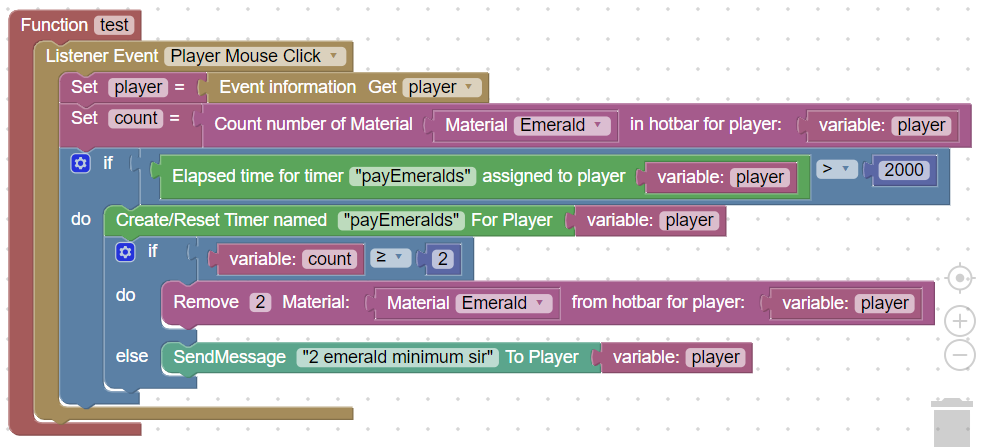 Function test
Listener Event Player Mouse Click
Set player = Event information Get player
Set count = Count number of Material Material Emerald in hotbar for player: variable: player
if Elapsed time for timer "payEmeralds" assigned to player variable: player > 2000
do Create/Reset Timer named "payEmeralds" For Player variable: player
if variable: count ≥ 2
do Remove 2 Material: Material Emerald from hotbar for player: variable: player
else SendMessage "2 emerald minimum sir" To Player variable: player